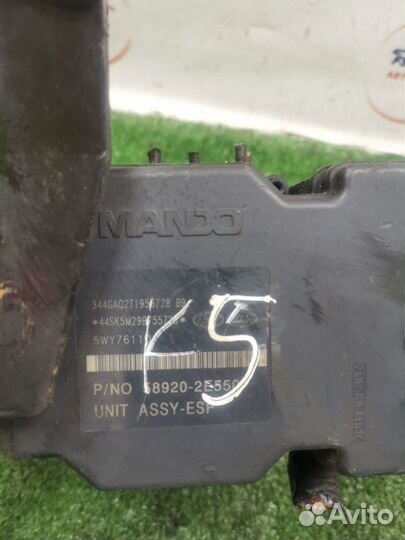 MANDO
344GAQ2T1956728 B9
5WY7611
K5
P/NO 58920-2E550
UNIT ASSY-ESP
Avito